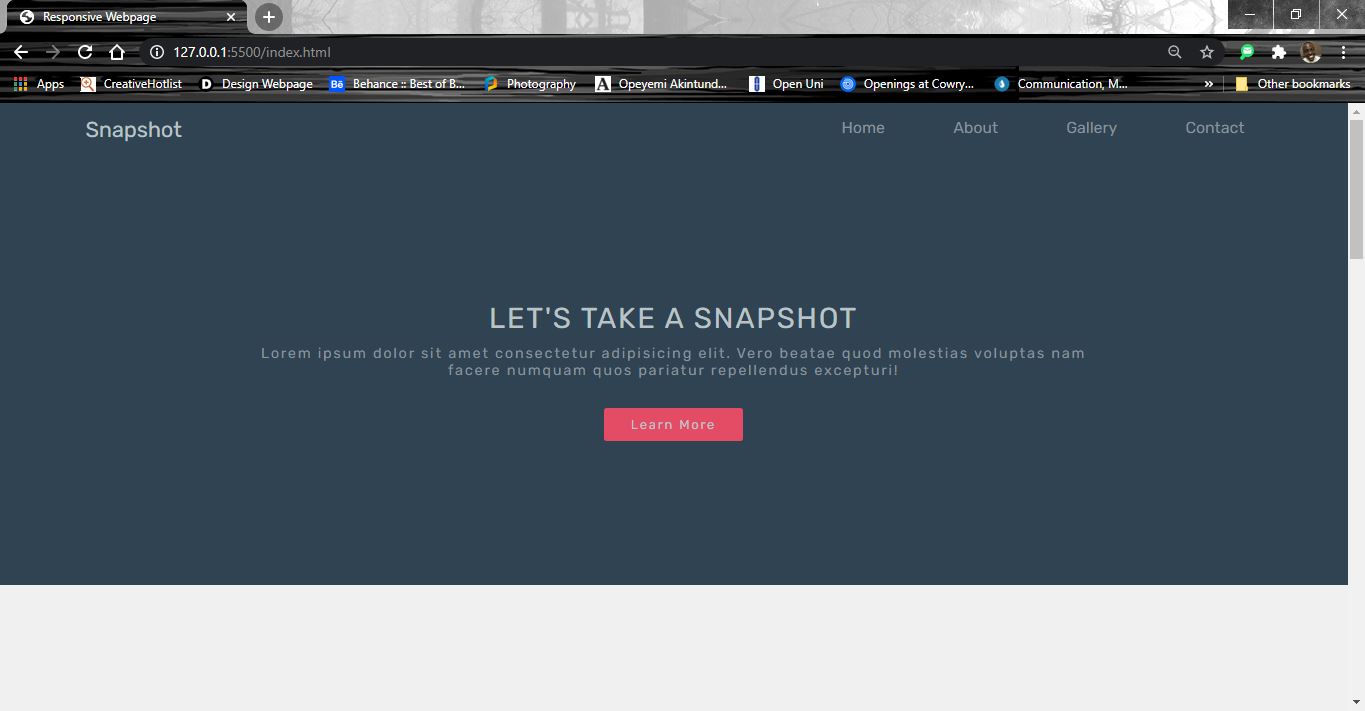 Responsive Webpage
127.0.0.1:5500/index.html
Apps CreativeHotlist D Design Webpage Bē Behance :: Best of B... Photography A Opeyemi Akintund... Open Uni Openings at Cowry... Communication, M... » Other bookmarks
Snapshot Home About Gallery Contact
LET'S TAKE A SNAPSHOT
Lorem ipsum dolor sit amet consectetur adipisicing elit. Vero beatae quod molestias voluptas nam
facere numquam quos pariatur repellendus excepturi!
Learn More